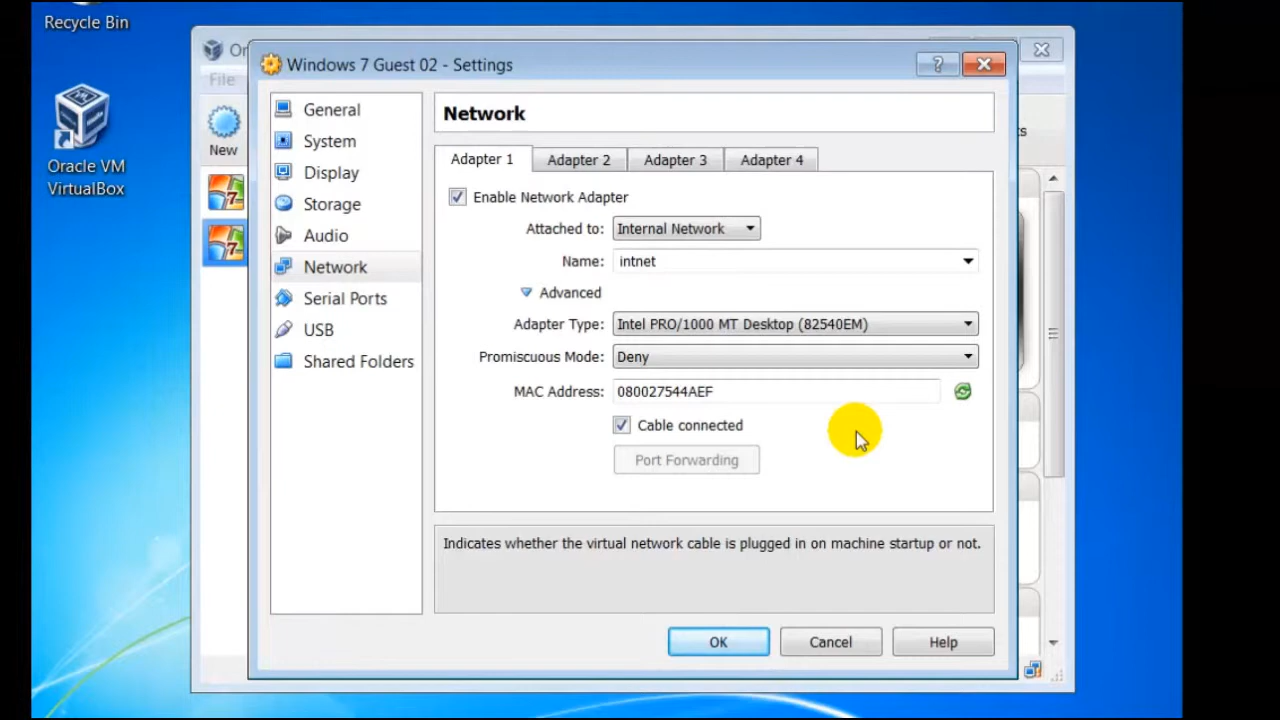 Recycle Bin
Oracle VM
VirtualBox
Or
File
New
ts
Windows 7 Guest 02 - Settings
?
General
System
Display
Storage
Audio
Network
Serial Ports
USB
Shared Folders
Network
Adapter 1 Adapter 2 Adapter 3 Adapter 4
Enable Network Adapter
Attached to: Internal Network
Name: intnet
Advanced
Adapter Type: Intel PRO/1000 MT Desktop (82540EM)
Promiscuous Mode: Deny
MAC Address: 080027544AEF
Cable connected
Port Forwarding
Indicates whether the virtual network cable is plugged in on machine startup or not.
OK Cancel Help